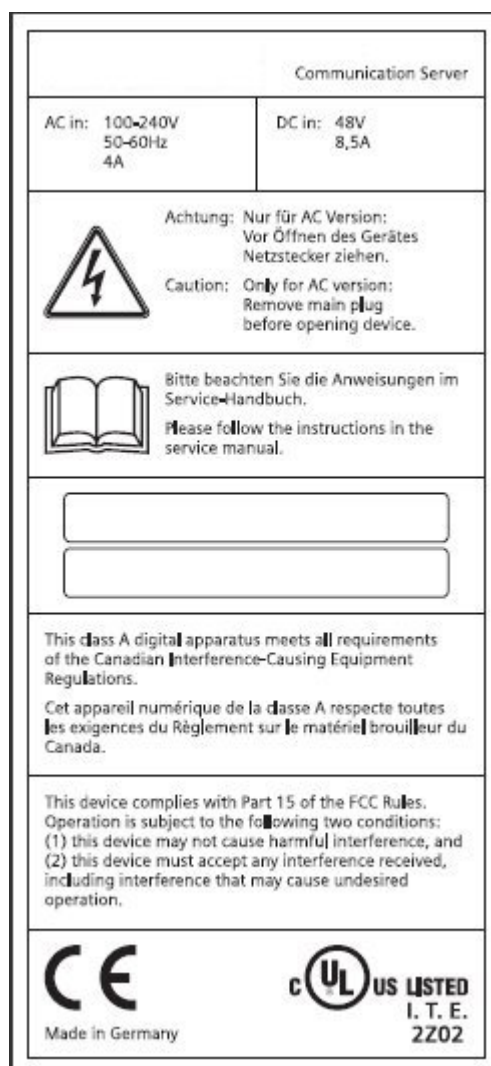 Communication Server
AC in: 100-240V
50-60Hz
4A
DC in: 48V
8,5A
Achtung: Nur für AC Version:
Vor Öffnen des Gerätes
Netzstecker ziehen.
Caution: Only for AC version:
Remove main plug
before opening device.
Bitte beachten Sie die Anweisungen im
Service-Handbuch.
Please follow the instructions in the
service manual.
This class A digital apparatus meets all requirements
of the Canadian Interference-Causing Equipment
Regulations.
Cet appareil numérique de la classe A respecte toutes
les exigences du Règlement sur le matériel brouilleur du
Canada.
This device complies with Part 15 of the FCC Rules.
Operation is subject to the following two conditions:
(1) this device may not cause harmful interference, and
(2) this device must accept any interference received,
including interference that may cause undesired
operation.
CE
Made in Germany
C UL US LISTED
I. T. E.
2Z02